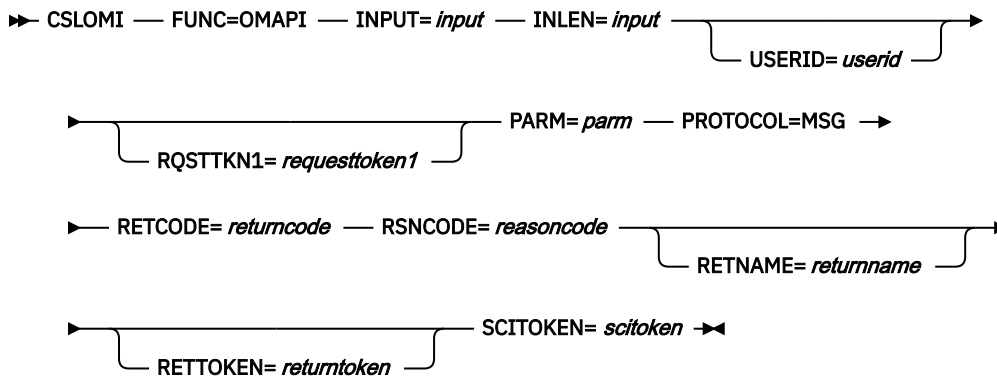 CSLOMI FUNC=OMAPI INPUT= input INLEN= input
USERID= userid
PARM= parm PROTOCOL=MSG
RQSTTKN1= requesttoken1
RETCODE= returncode RSNCODE= reasoncode
RETNAME= returnname
SCITOKEN= scitoken
RETTOKEN= returntoken